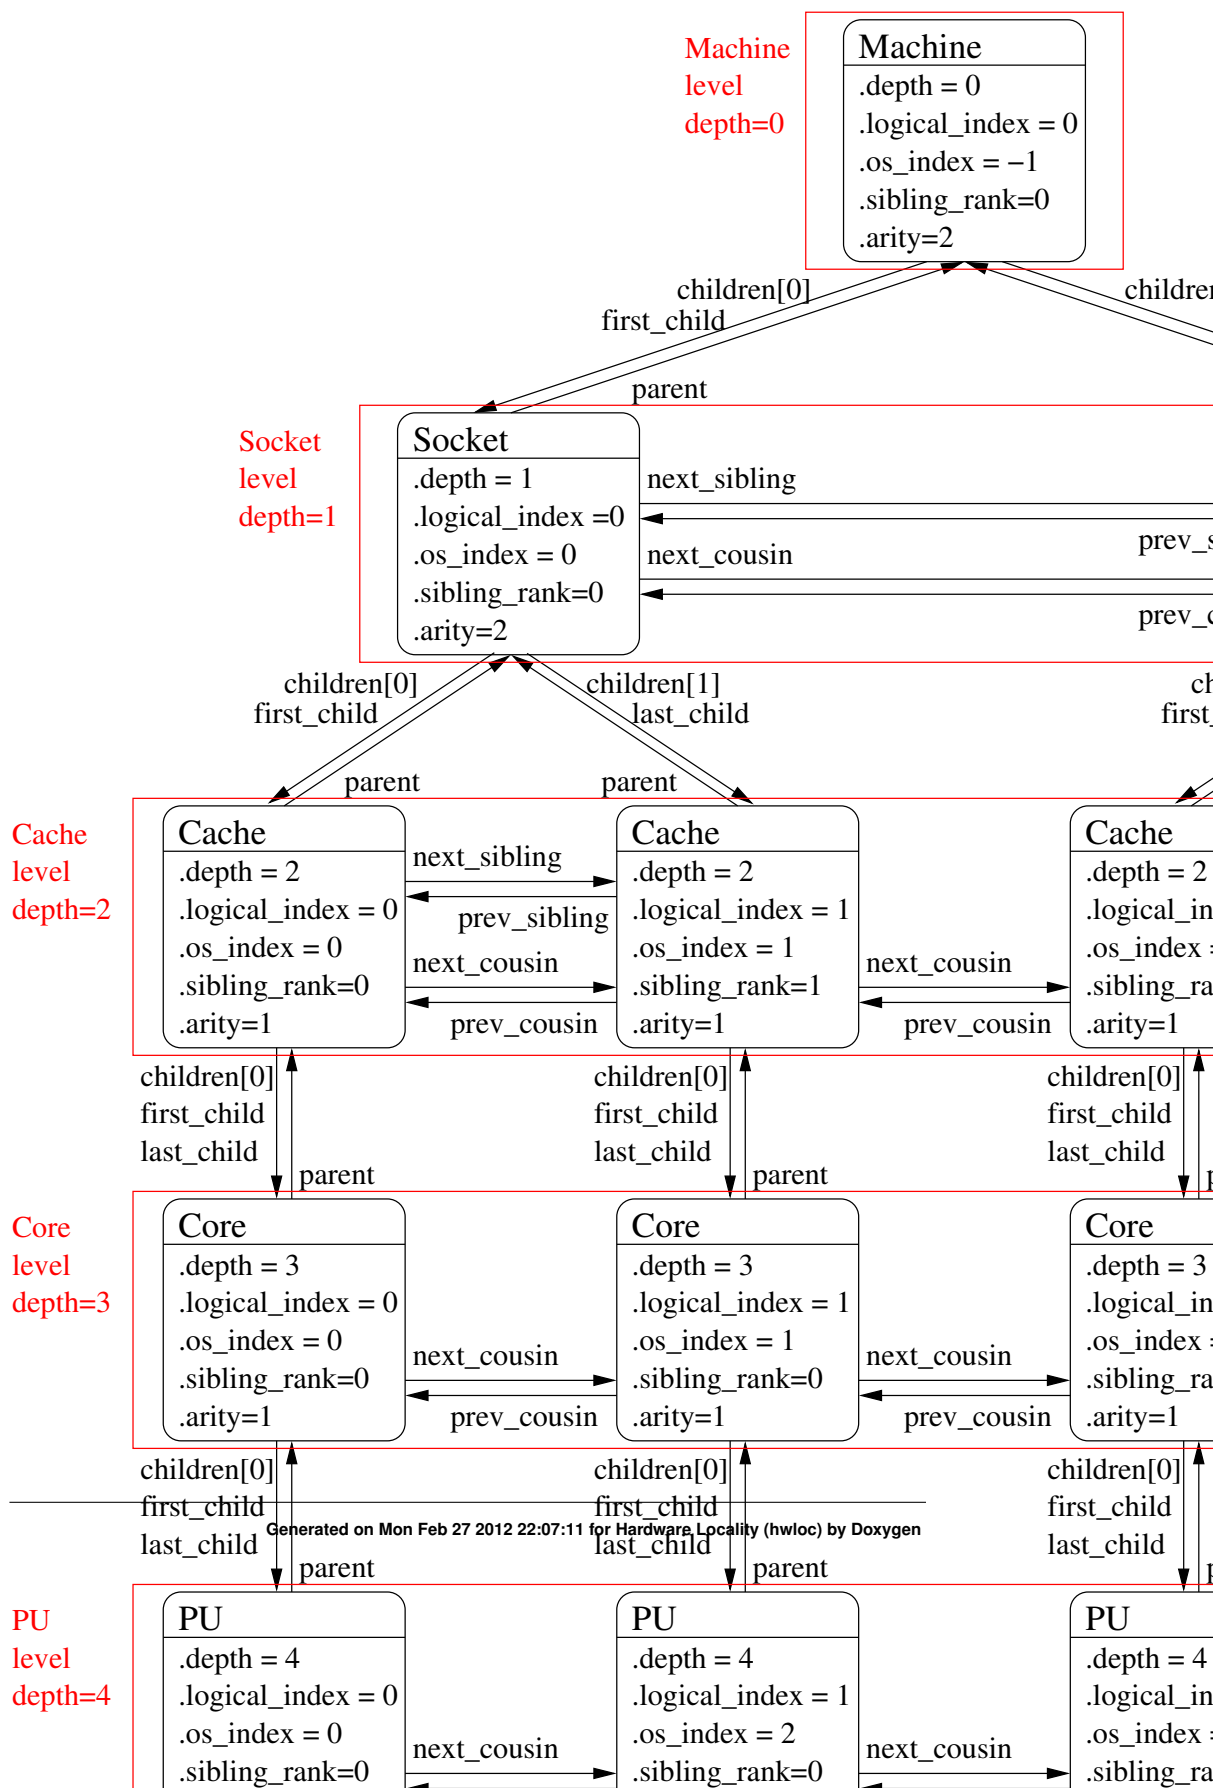 Machine
level
depth=0
Machine
.depth = 0
.logical_index = 0
.os_index = −1
.sibling_rank=0
.arity=2
children[0]
first_child
parent
Socket
level
depth=1
Socket
.depth = 1
.logical_index =0
.os_index = 0
.sibling_rank=0
.arity=2
next_sibling
next_cousin
children[0]
first_child
parent
children[1]
last_child
parent
Cache
level
depth=2
Cache
.depth = 2
.logical_index = 0
.os_index = 0
.sibling_rank=0
.arity=1
next_sibling
prev_sibling
next_cousin
prev_cousin
Cache
.depth = 2
.logical_index = 1
.os_index = 1
.sibling_rank=1
.arity=1
next_cousin
prev_cousin
Cache
.depth = 2
.arity=1
children[0]
first_child
last_child
parent
children[0]
first_child
last_child
parent
children[0]
first_child
last_child
Core
level
depth=3
Core
.depth = 3
.logical_index = 0
.os_index = 0
.sibling_rank=0
.arity=1
next_cousin
prev_cousin
Core
.depth = 3
.logical_index = 1
.os_index = 1
.sibling_rank=0
.arity=1
next_cousin
prev_cousin
Core
.depth = 3
.arity=1
children[0]
first_child
last_child
parent
children[0]
first_child
last_child
parent
children[0]
first_child
last_child
Generated on Mon Feb 27 2012 22:07:11 for Hardware Locality (hwloc) by Doxygen
PU
level
depth=4
PU
.depth = 4
.logical_index = 0
.os_index = 0
.sibling_rank=0
next_cousin
PU
.depth = 4
.logical_index = 1
.os_index = 2
.sibling_rank=0
next_cousin
PU
.depth = 4